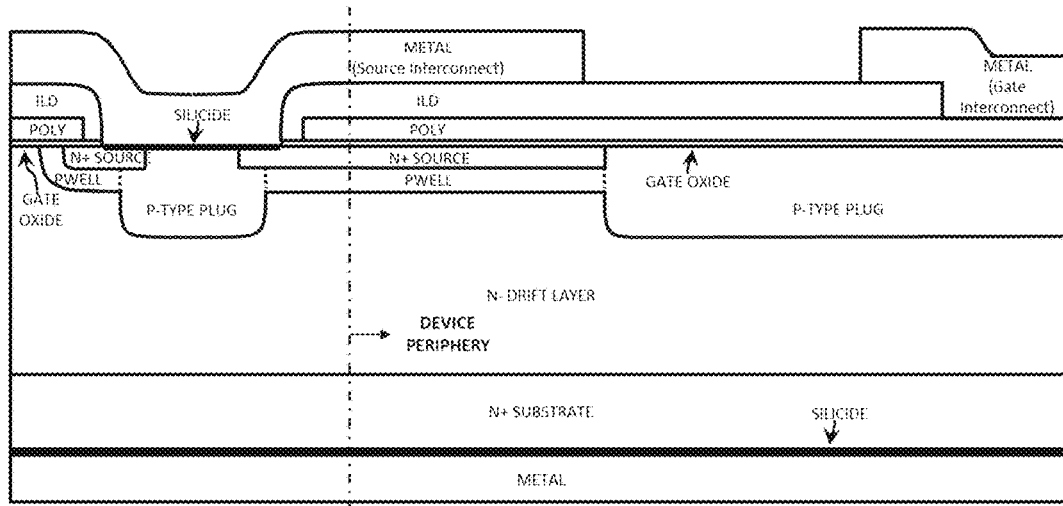 METAL
(Source Interconnect)
METAL
(Gate
Interconnect)
ILD
SILICIDE
ILD
POLY
POLY
N+ SOURCE
N+ SOURCE
PWELL
PWELL
GATE
OXIDE
GATE OXIDE
P-TYPE PLUG
P-TYPE PLUG
N- DRIFT LAYER
DEVICE
PERIPHERY
N+ SUBSTRATE
SILICIDE
METAL